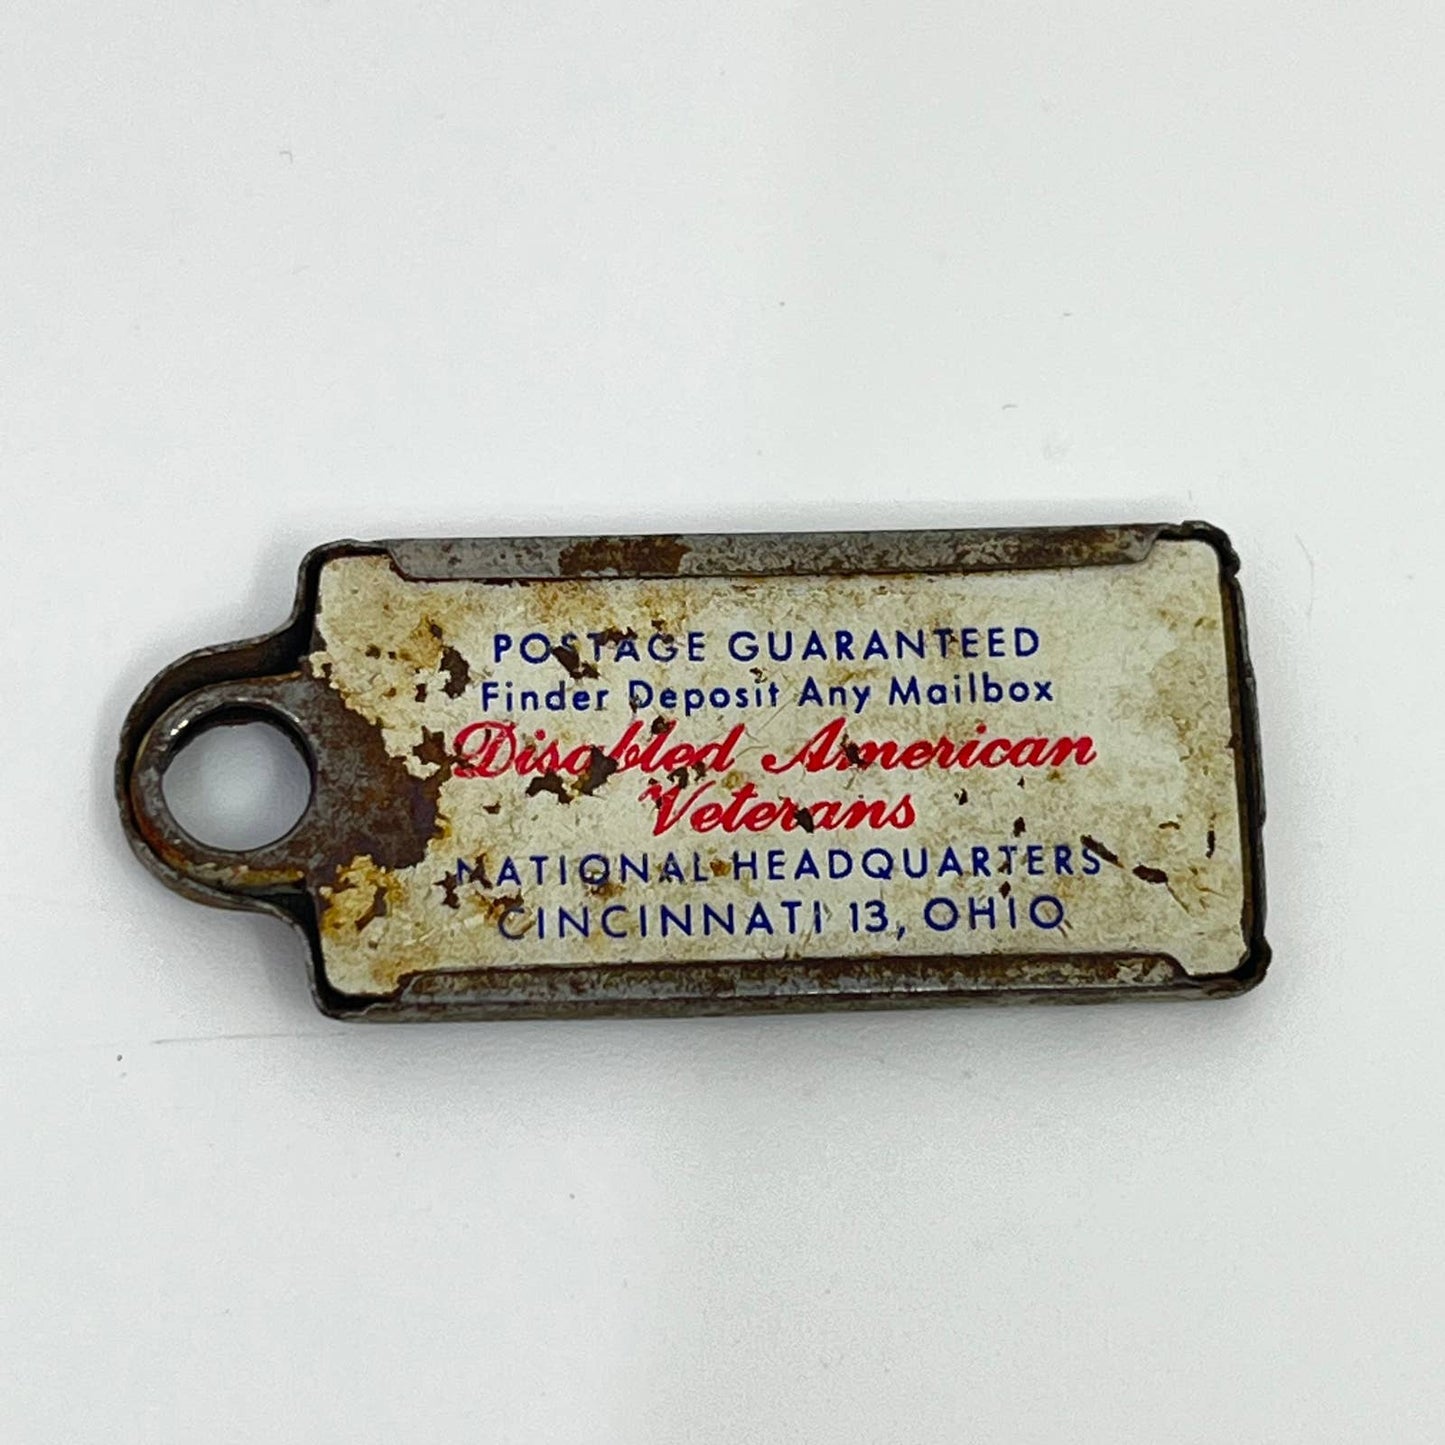 POSTAGE GUARANTEED
Finder Deposit Any Mailbox
Disabled American
Veterans
NATIONAL HEADQUARTERS
CINCINNATI 13, OHIO